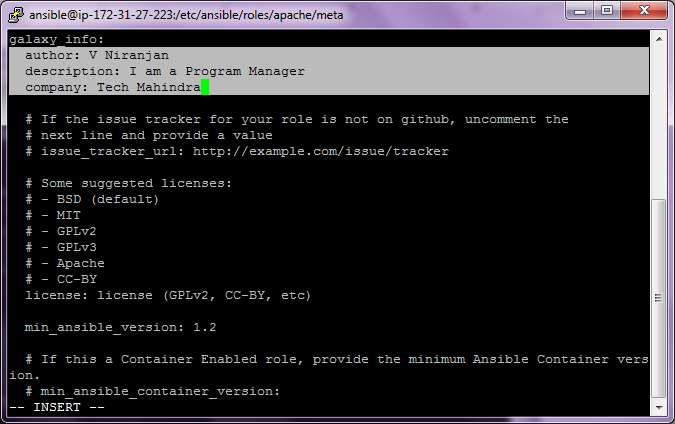 ansible@ip-172-31-27-223:/etc/ansible/roles/apache/meta
galaxy_info:
  author: V Niranjan
  description: I am a Program Manager
  company: Tech Mahindra

  # If the issue tracker for your role is not on github, uncomment the
  # next line and provide a value
  # issue_tracker_url: http://example.com/issue/tracker

  # Some suggested licenses:
  # - BSD (default)
  # - MIT
  # - GPLv2
  # - GPLv3
  # - Apache
  # - CC-BY
  license: license (GPLv2, CC-BY, etc)

  min_ansible_version: 1.2

  # If this a Container Enabled role, provide the minimum Ansible Container vers
ion.
  # min_ansible_container_version:
-- INSERT --